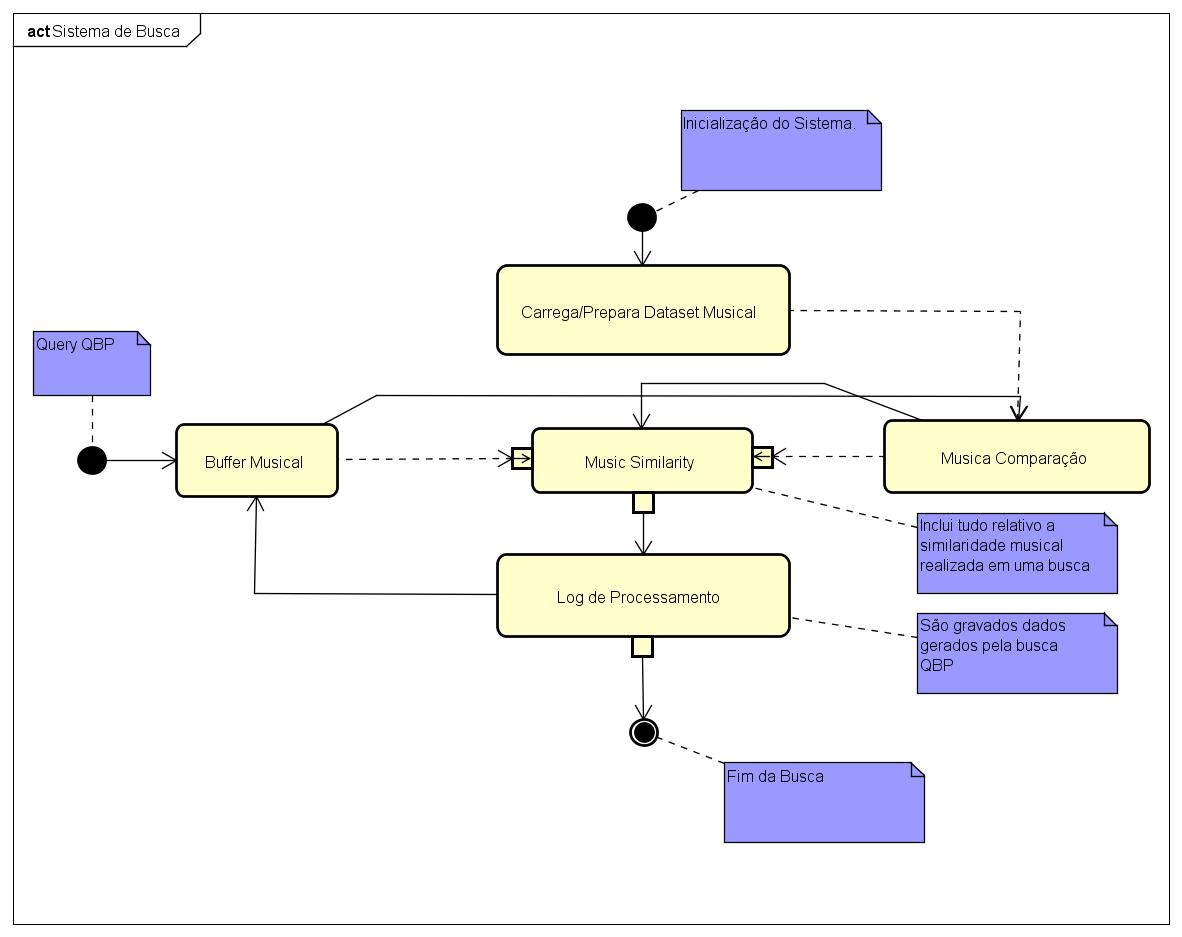 act Sistema de Busca
Inicialização do Sistema.
Carrega/Prepara Dataset Musical
Query QBP
Buffer Musical
Music Similarity
Musica Comparação
Inclui tudo relativo a
similaridade musical
realizada em uma busca
Log de Processamento
São gravados dados
gerados pela busca
QBP
Fim da Busca